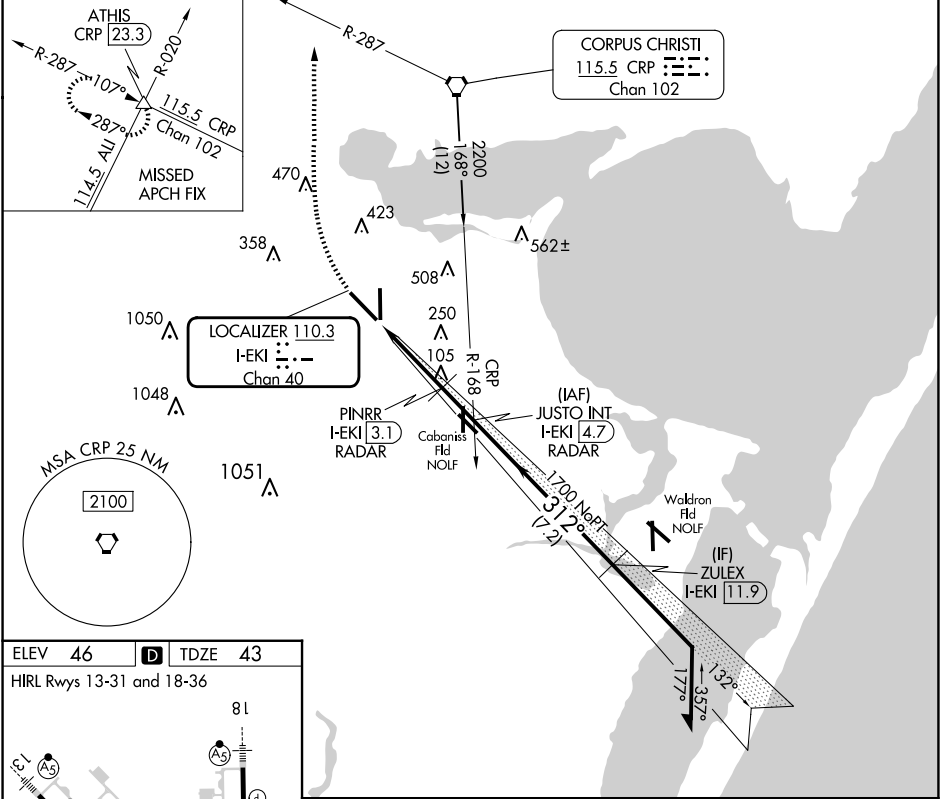 ATHIS
CRP 23.3
R-287
107°
R-020
287°
115.5 CRP
Chan 102
114.5 ALI
MISSED
APCH FIX
R-287
CORPUS CHRISTI
115.5 CRP
Chan 102
2200
168°
(12)
470
423
358
562±
508
250
105
1050
LOCALIZER 110.3
I-EKI
Chan 40
CRP
R-168
1048
PINRR
I-EKI 3.1
RADAR
Cabaniss
Fld
NOLF
(IAF)
JUSTO INT
I-EKI 4.7
RADAR
1051
MSA CRP 25 NM
2100
1700 NoPT
312°
(7.2)
Waldron
Fld
NOLF
(IF)
ZULEX
I-EKI 11.9
132°
177°
357°
ELEV 46 D TDZE 43
HIRL Rwys 13-31 and 18-36
18
13
A5
A5